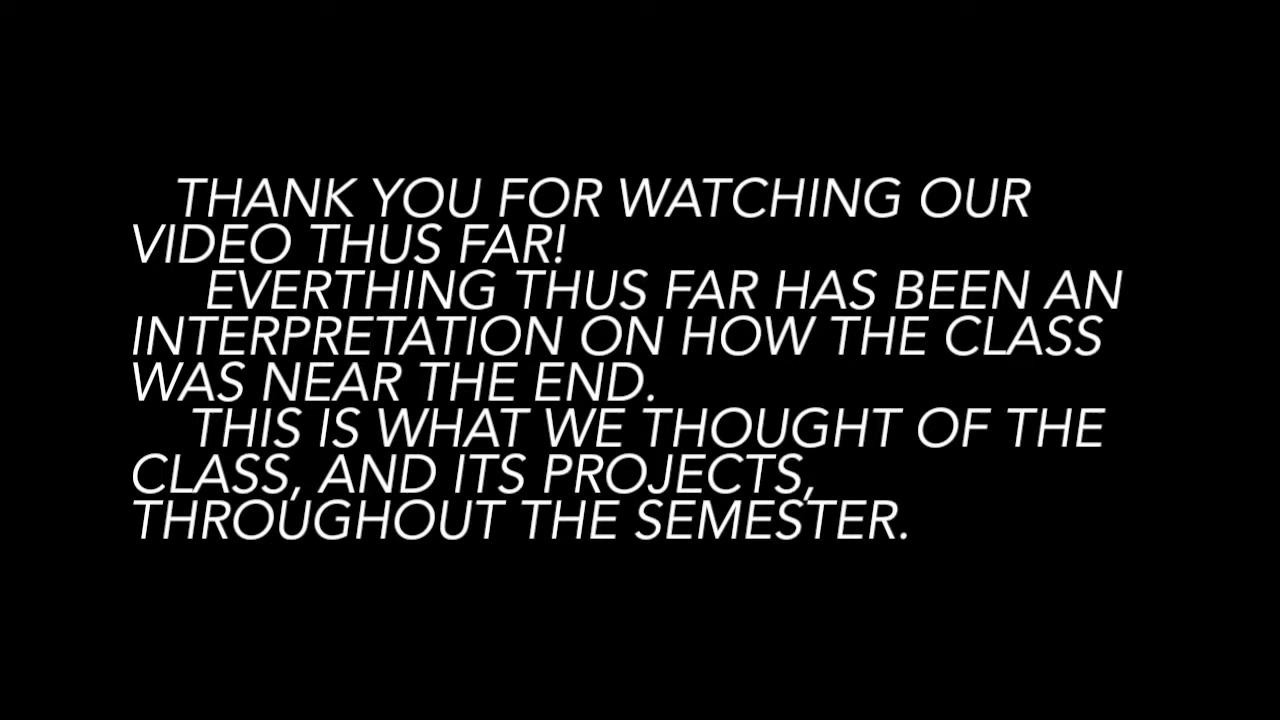 THANK YOU FOR WATCHING OUR
VIDEO THUS FAR!
EVERTHING THUS FAR HAS BEEN AN
INTERPRETATION ON HOW THE CLASS
WAS NEAR THE END.
THIS IS WHAT WE THOUGHT OF THE
CLASS, AND ITS PROJECTS,
THROUGHOUT THE SEMESTER.